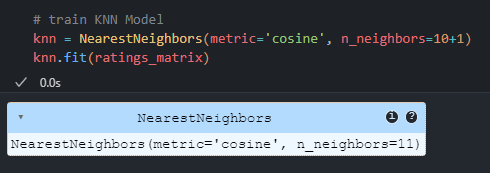 # train KNN Model
knn = NearestNeighbors(metric='cosine', n_neighbors=10+1)
knn.fit(ratings_matrix)
0.0s
NearestNeighbors
i ?
NearestNeighbors(metric='cosine', n_neighbors=11)